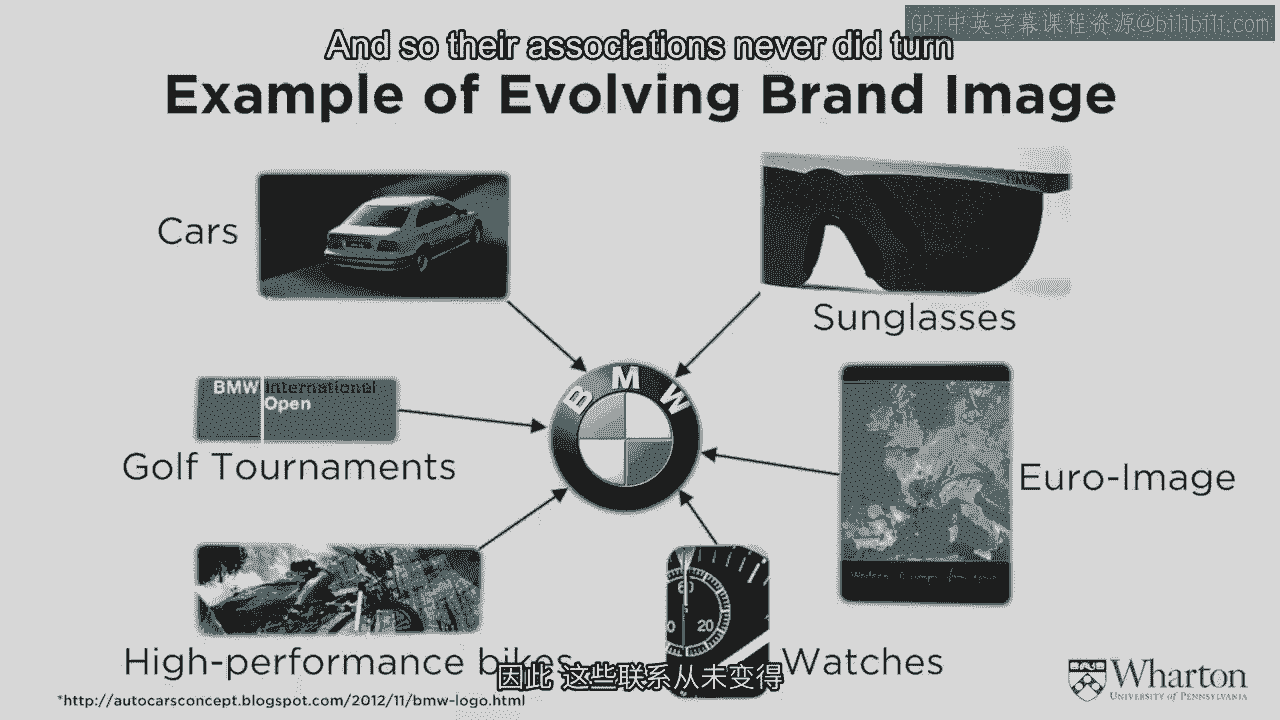 GPT中英字幕课程资源@bilibili.com
And so their associations never did turn
Example of Evolving Brand Image
Cars
Sunglasses
BMW
BMW International
Open
Golf Tournaments
Euro-Image
60
20
High-performance bikes
Watches
因此 这些联系从未变得
*http://autocarsconcept.blogspot.com/2012/11/bmw-logo.html
Wharton
UNIVERSITY of PENNSYLVANIA